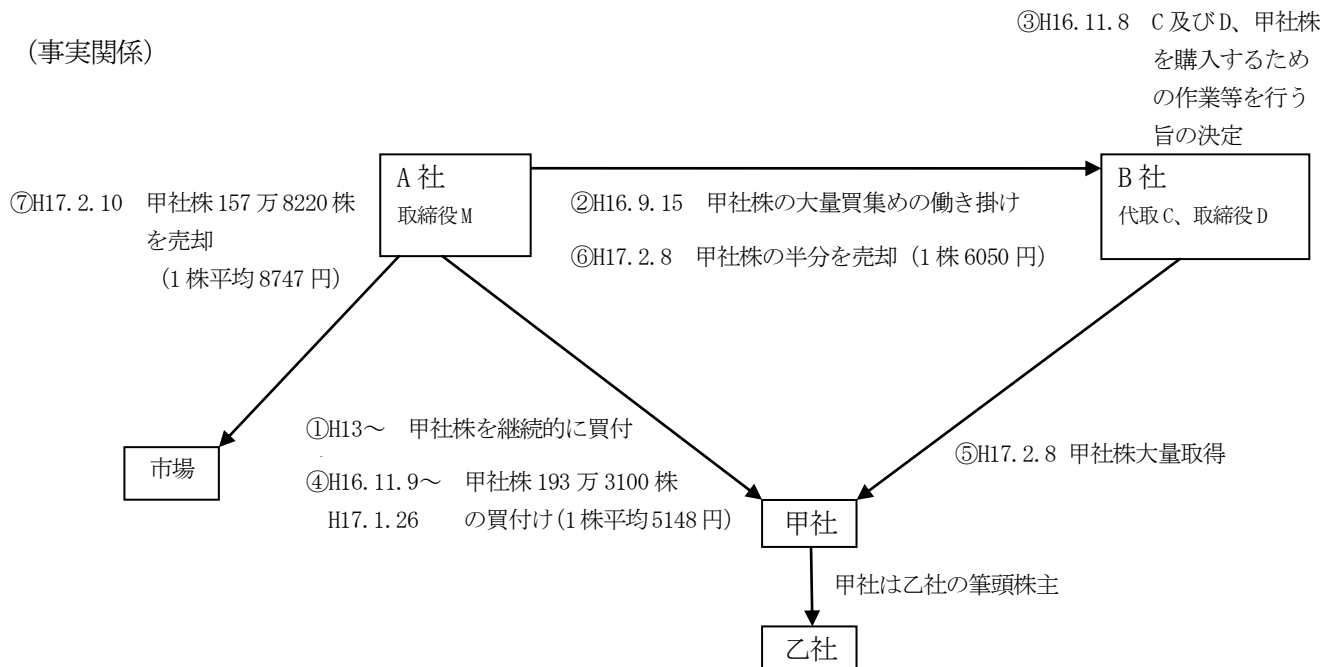 (事実関係)
③H16.11.8 C及びD、甲社株
を購入するため
の作業等を行う
旨の決定
A社
取締役M
B社
代取C、取締役D
②H16.9.15 甲社株の大量買集めの働き掛け
⑥H17.2.8 甲社株の半分を売却(1株6050円)
⑦H17.2.10 甲社株157万8220株
を売却
(1株平均8747円)
市場
①H13~ 甲社株を継続的に買付
④H16.11.9~ 甲社株193万3100株
H17.1.26 の買付け(1株平均5148円)
⑤H17.2.8 甲社株大量取得
甲社
甲社は乙社の筆頭株主
乙社